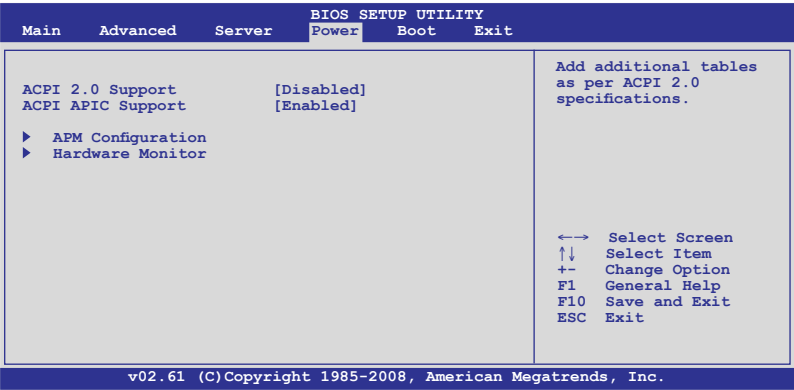 BIOS SETUP UTILITY
Main Advanced Server Power Boot Exit
ACPI 2.0 Support [Disabled]
ACPI APIC Support [Enabled]
APM Configuration
Hardware Monitor
Add additional tables
as per ACPI 2.0
specifications.
←→ Select Screen
↑↓ Select Item
+- Change Option
F1 General Help
F10 Save and Exit
ESC Exit
v02.61 (C)Copyright 1985-2008, American Megatrends, Inc.